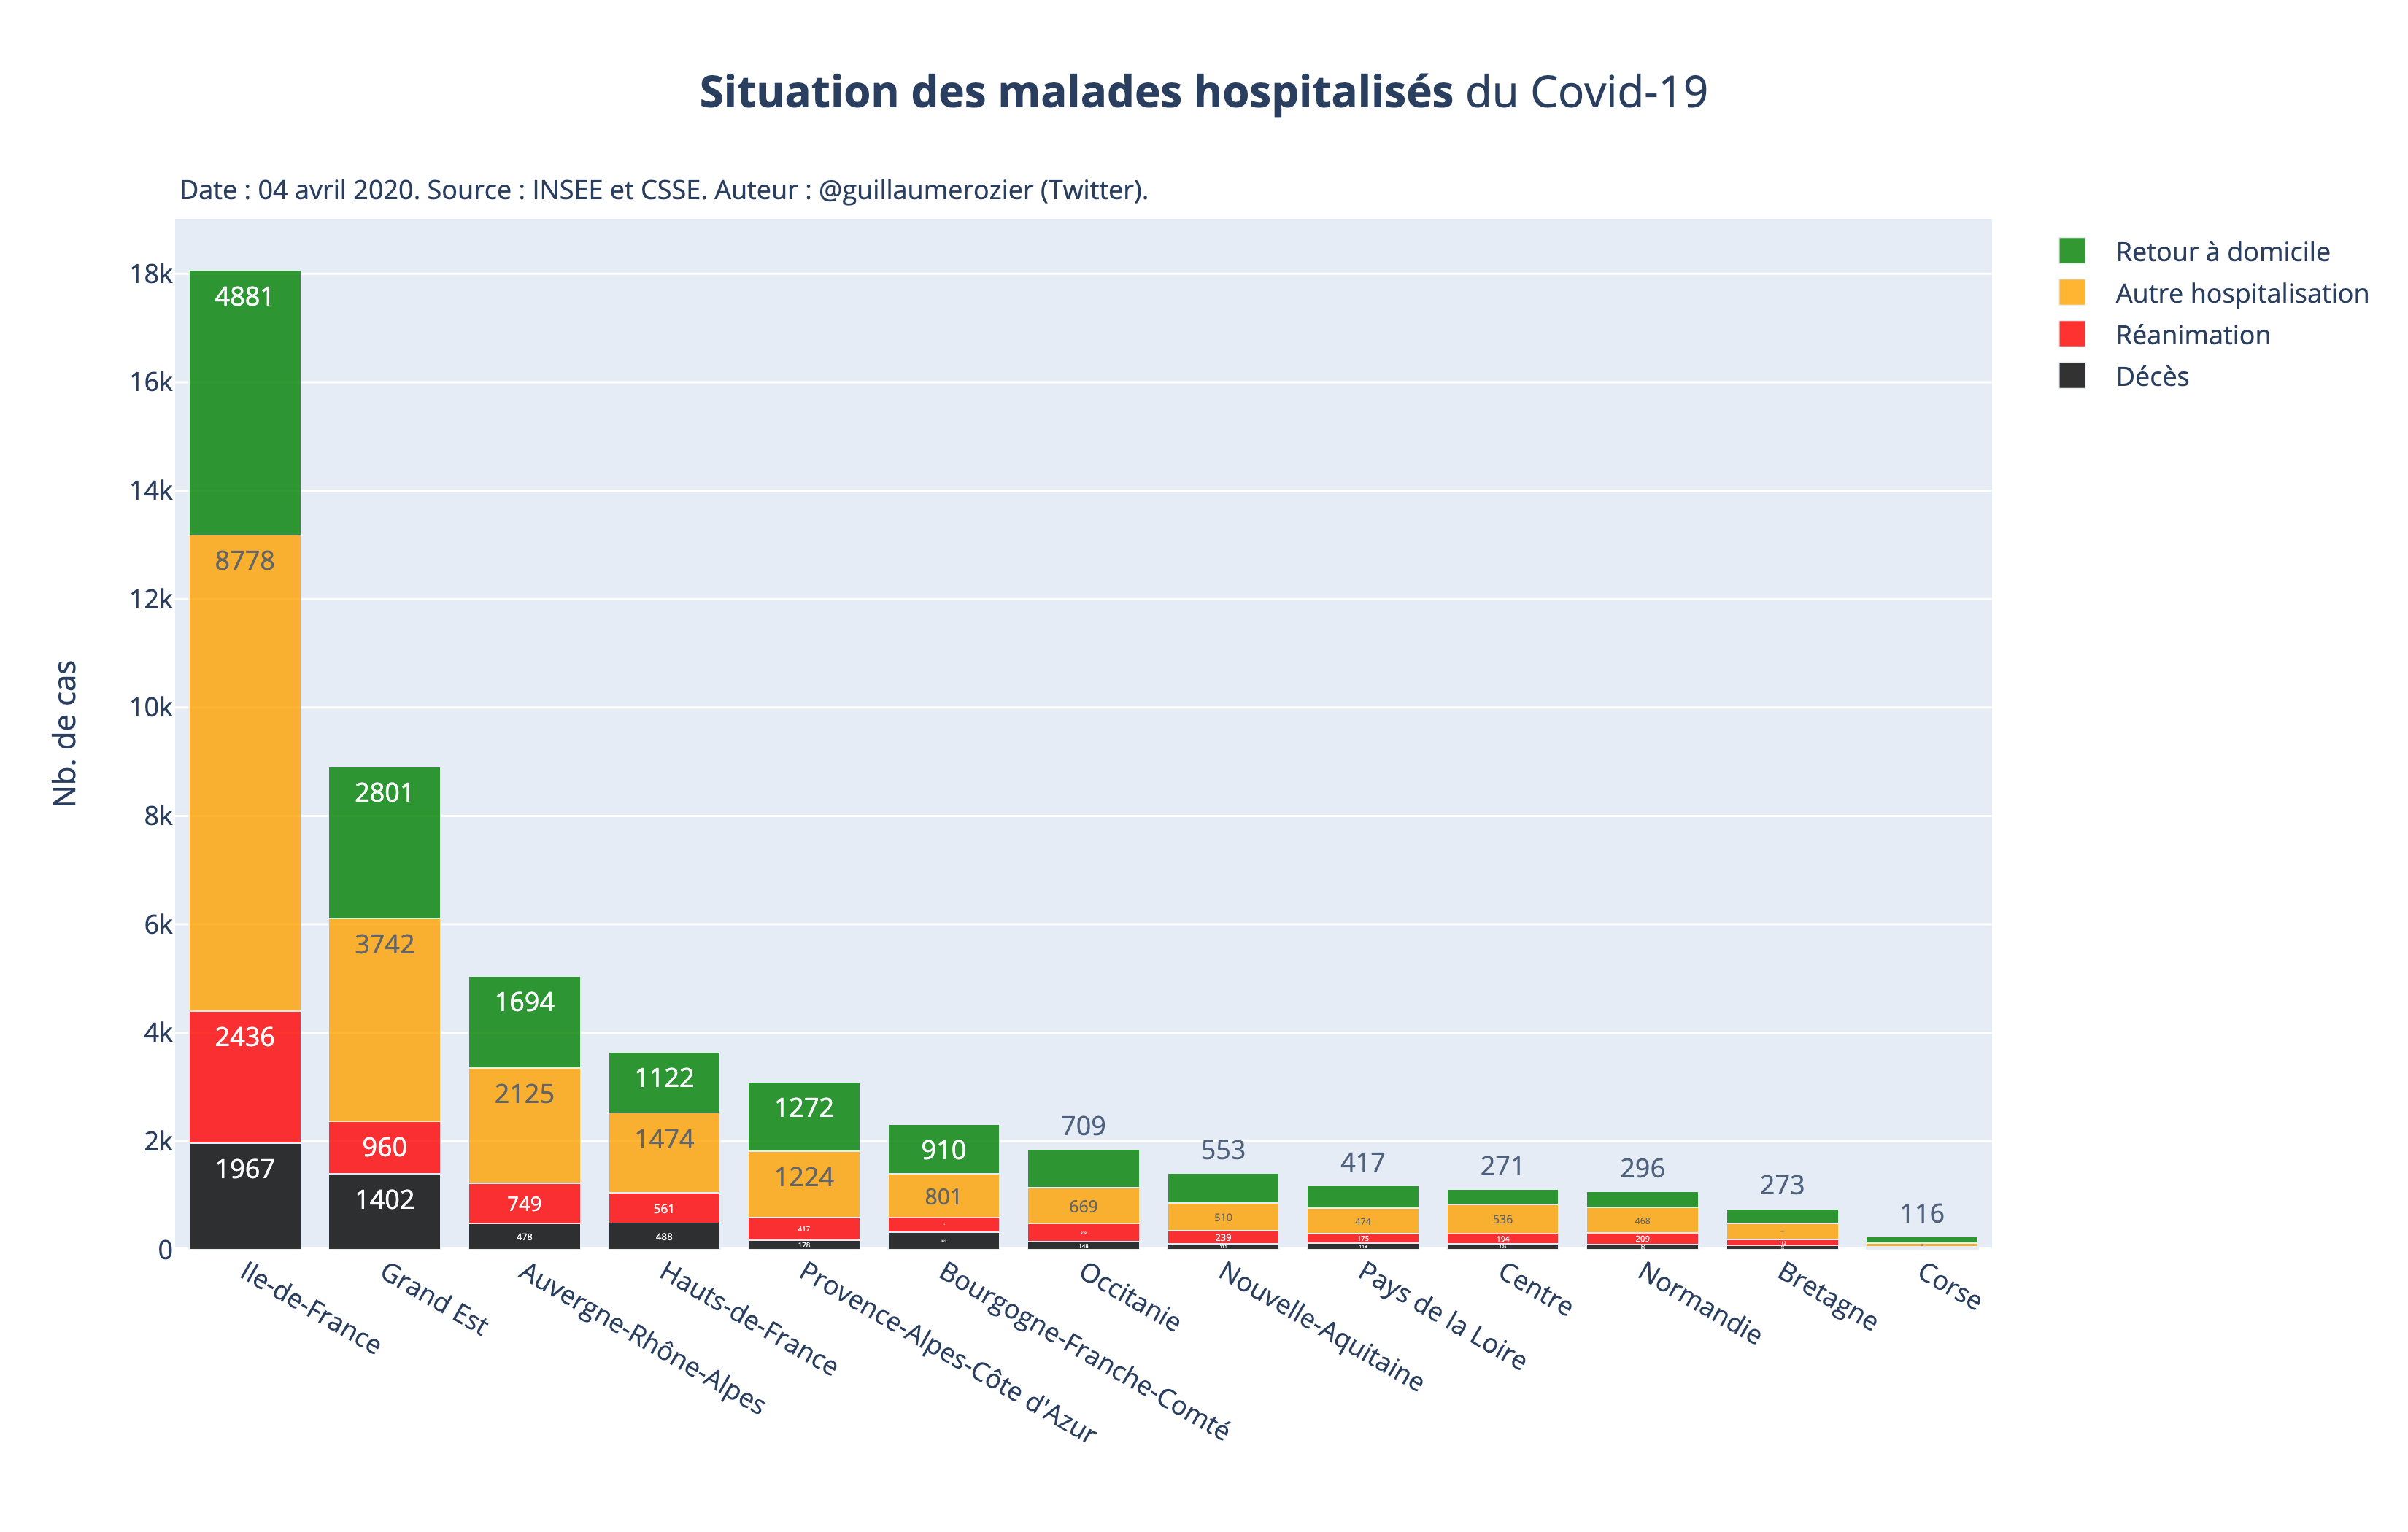 Situation des malades hospitalisés du Covid-19
Date : 04 avril 2020. Source : INSEE et CSSE. Auteur : @guillaumerozier (Twitter).
Retour à domicile
Autre hospitalisation
Réanimation
Décès
Nb. de cas
18k
16k
14k
12k
10k
8k
6k
4k
2k
0
4881
8778
2436
1967
2801
3742
960
1402
1694
2125
749
478
1122
1474
561
488
1272
1224
417
178
910
801
709
669
148
553
510
239
111
417
474
175
118
271
536
194
296
468
209
273
112
116
Ile-de-France
Grand Est
Auvergne-Rhône-Alpes
Hauts-de-France
Provence-Alpes-Côte d'Azur
Bourgogne-Franche-Comté
Occitanie
Nouvelle-Aquitaine
Pays de la Loire
Centre
Normandie
Bretagne
Corse